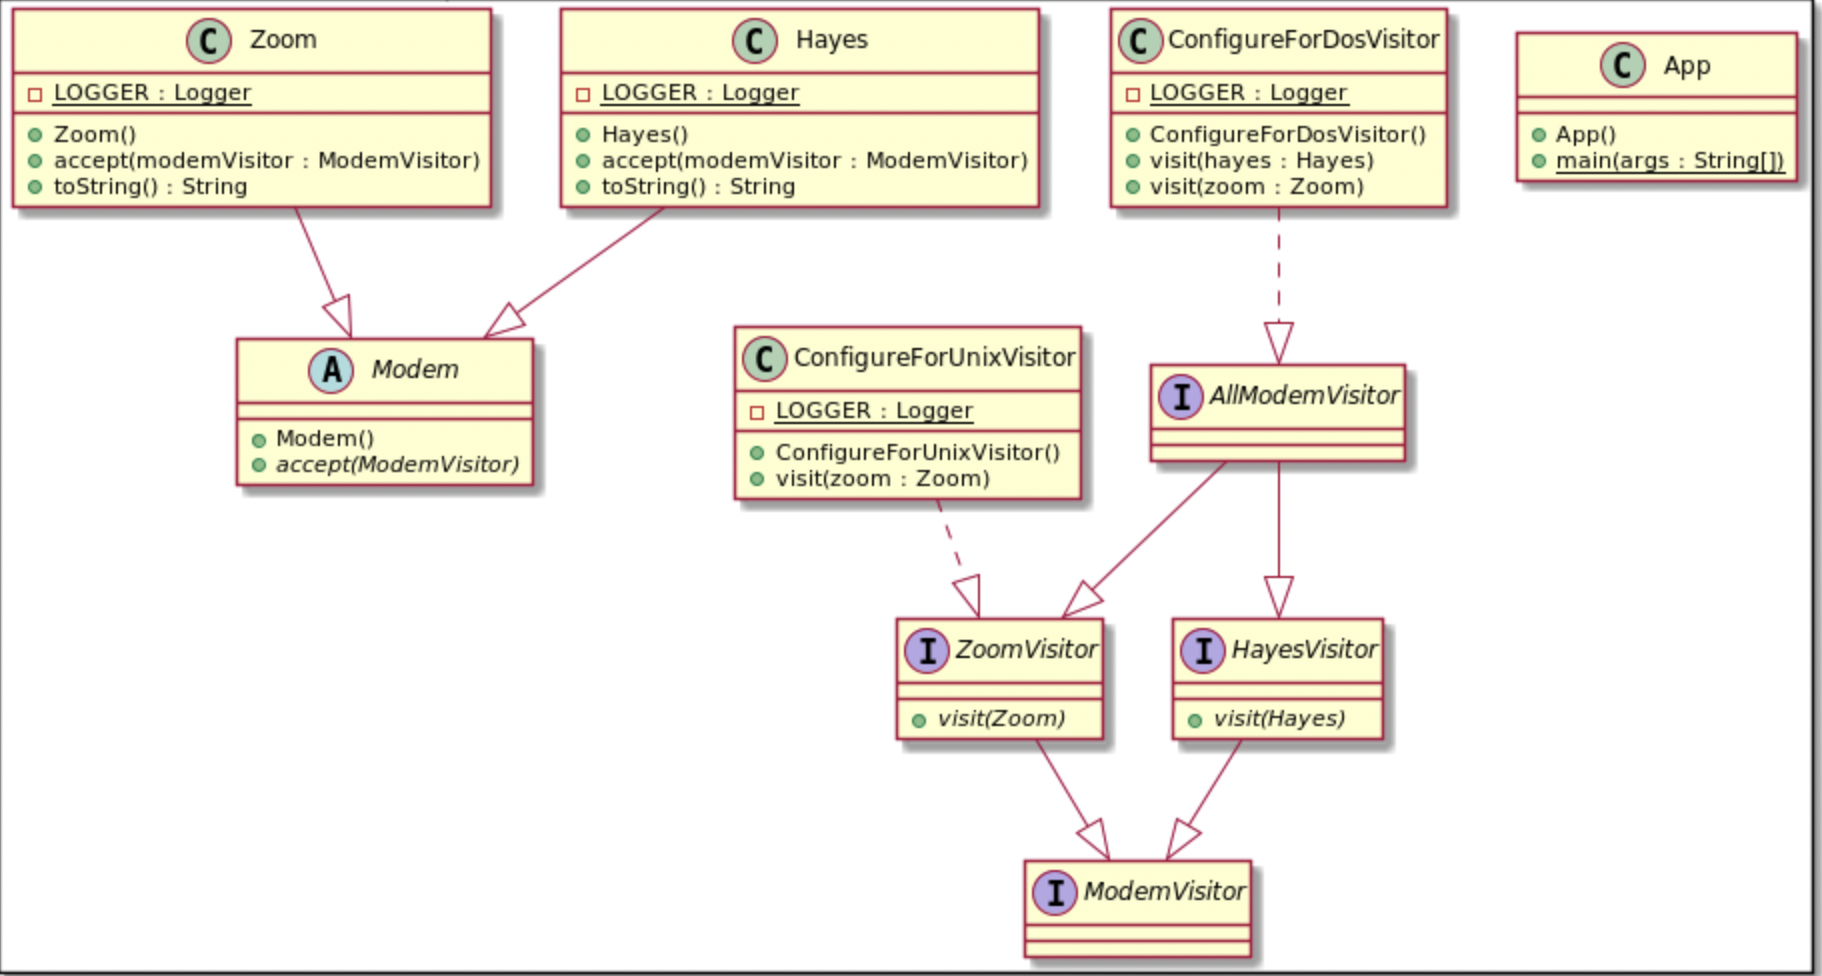 C Zoom
LOGGER : Logger
Zoom()
accept(modemVisitor : ModemVisitor)
toString() : String
C Hayes
LOGGER : Logger
Hayes()
accept(modemVisitor : ModemVisitor)
toString() : String
C ConfigureForDosVisitor
LOGGER : Logger
ConfigureForDosVisitor()
visit(hayes : Hayes)
visit(zoom : Zoom)
C App
App()
main(args : String[])
A Modem
Modem()
accept(ModemVisitor)
C ConfigureForUnixVisitor
LOGGER : Logger
ConfigureForUnixVisitor()
visit(zoom : Zoom)
I AllModemVisitor
I ZoomVisitor
visit(Zoom)
I HayesVisitor
visit(Hayes)
I ModemVisitor